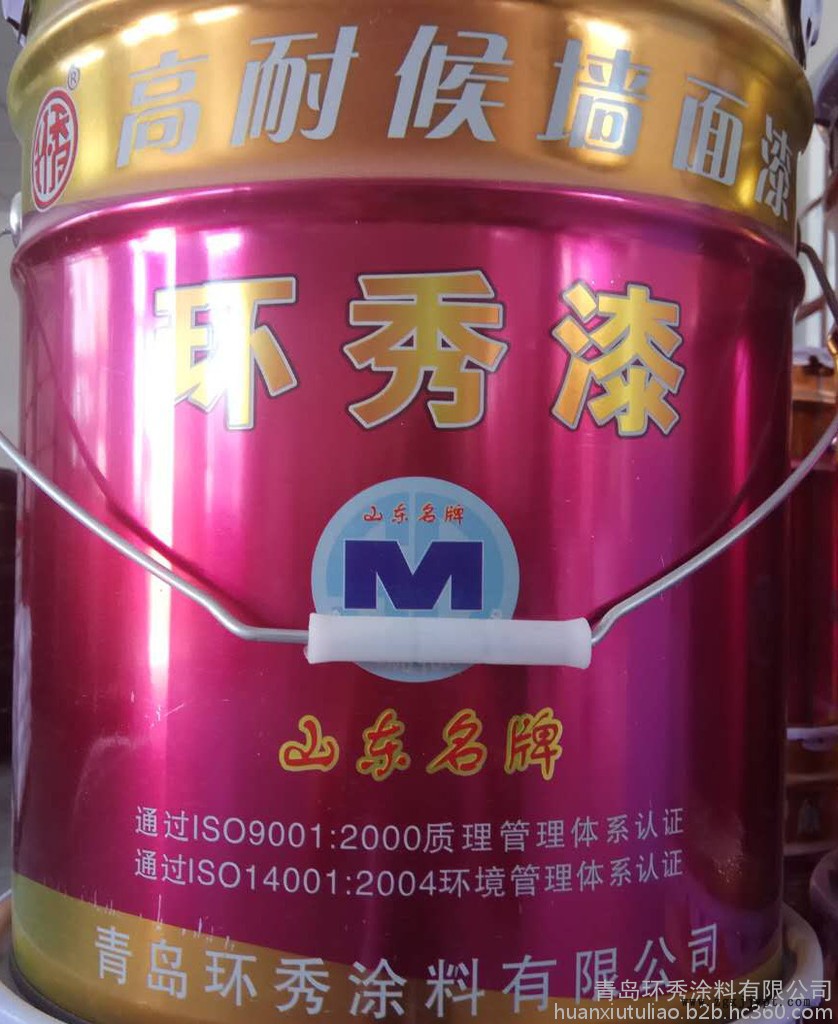 高耐候墙面漆
®
环秀漆
山东名牌
M
山东名牌
通过ISO9001:2000质理管理体系认证
通过ISO14001:2004环境管理体系认证
青岛环秀涂料有限公司
青岛环秀涂料有限公司
huanxiutuliao.b2b.hc360.com